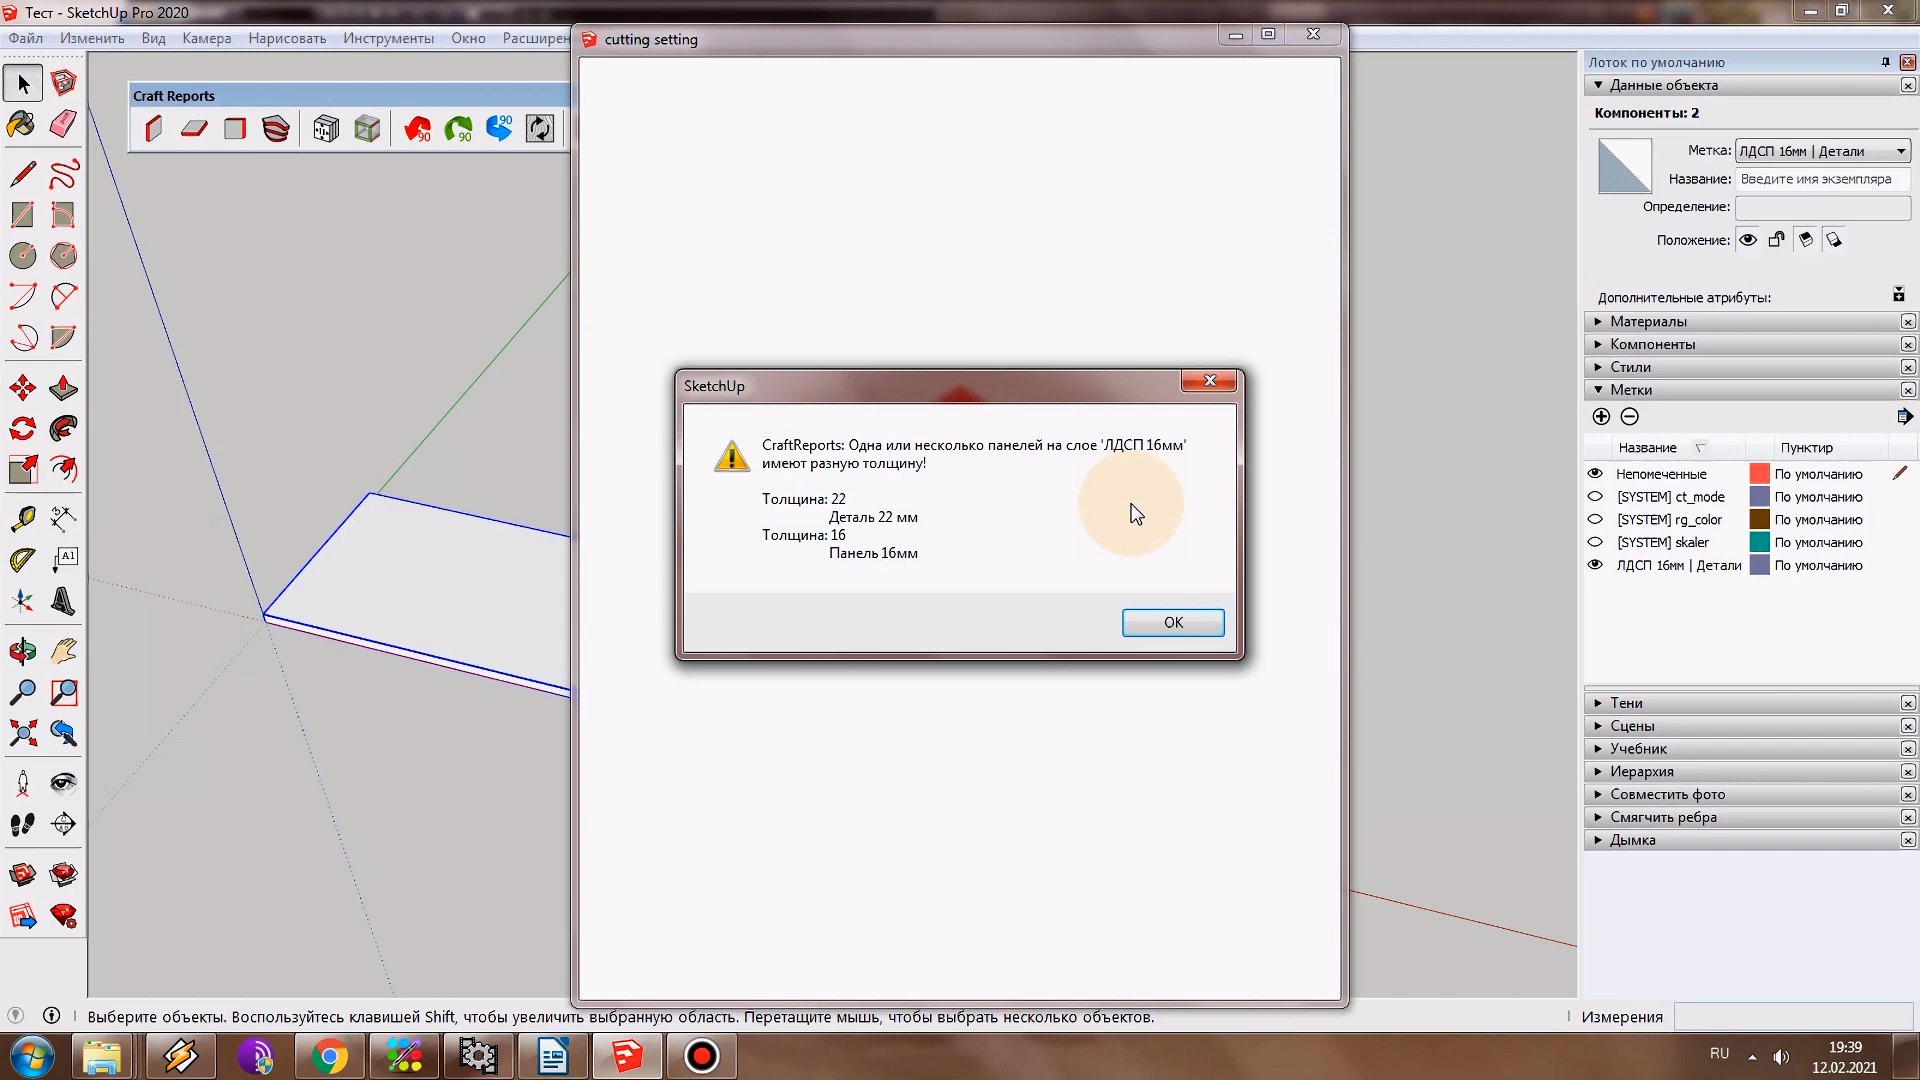 Тест - SketchUp Pro 2020
Файл Изменить Вид Камера Нарисовать Инструменты Окно Расширен
cutting setting
Craft Reports
90
90
90
Лоток по умолчанию
Данные объекта
Компоненты: 2
Метка: ЛДСП 16мм | Детали
Название: Введите имя экземпляра
Определение:
Положение:
Дополнительные атрибуты:
Материалы
Компоненты
Стили
Метки
Название Пунктир
Непомеченные По умолчанию
[SYSTEM] ct_mode По умолчанию
[SYSTEM] rg_color По умолчанию
[SYSTEM] skaler По умолчанию
ЛДСП 16мм | Детали По умолчанию
Тени
Сцены
Учебник
Иерархия
Совместить фото
Смягчить ребра
Дымка
SketchUp
CraftReports: Одна или несколько панелей на слое 'ЛДСП 16мм'
имеют разную толщину!
Толщина: 22
Деталь 22 мм
Толщина: 16
Панель 16мм
OK
A1
Выберите объекты. Воспользуйтесь клавишей Shift, чтобы увеличить выбранную область. Перетащите мышь, чтобы выбрать несколько объектов.
Измерения
RU
19:39
12.02.2021